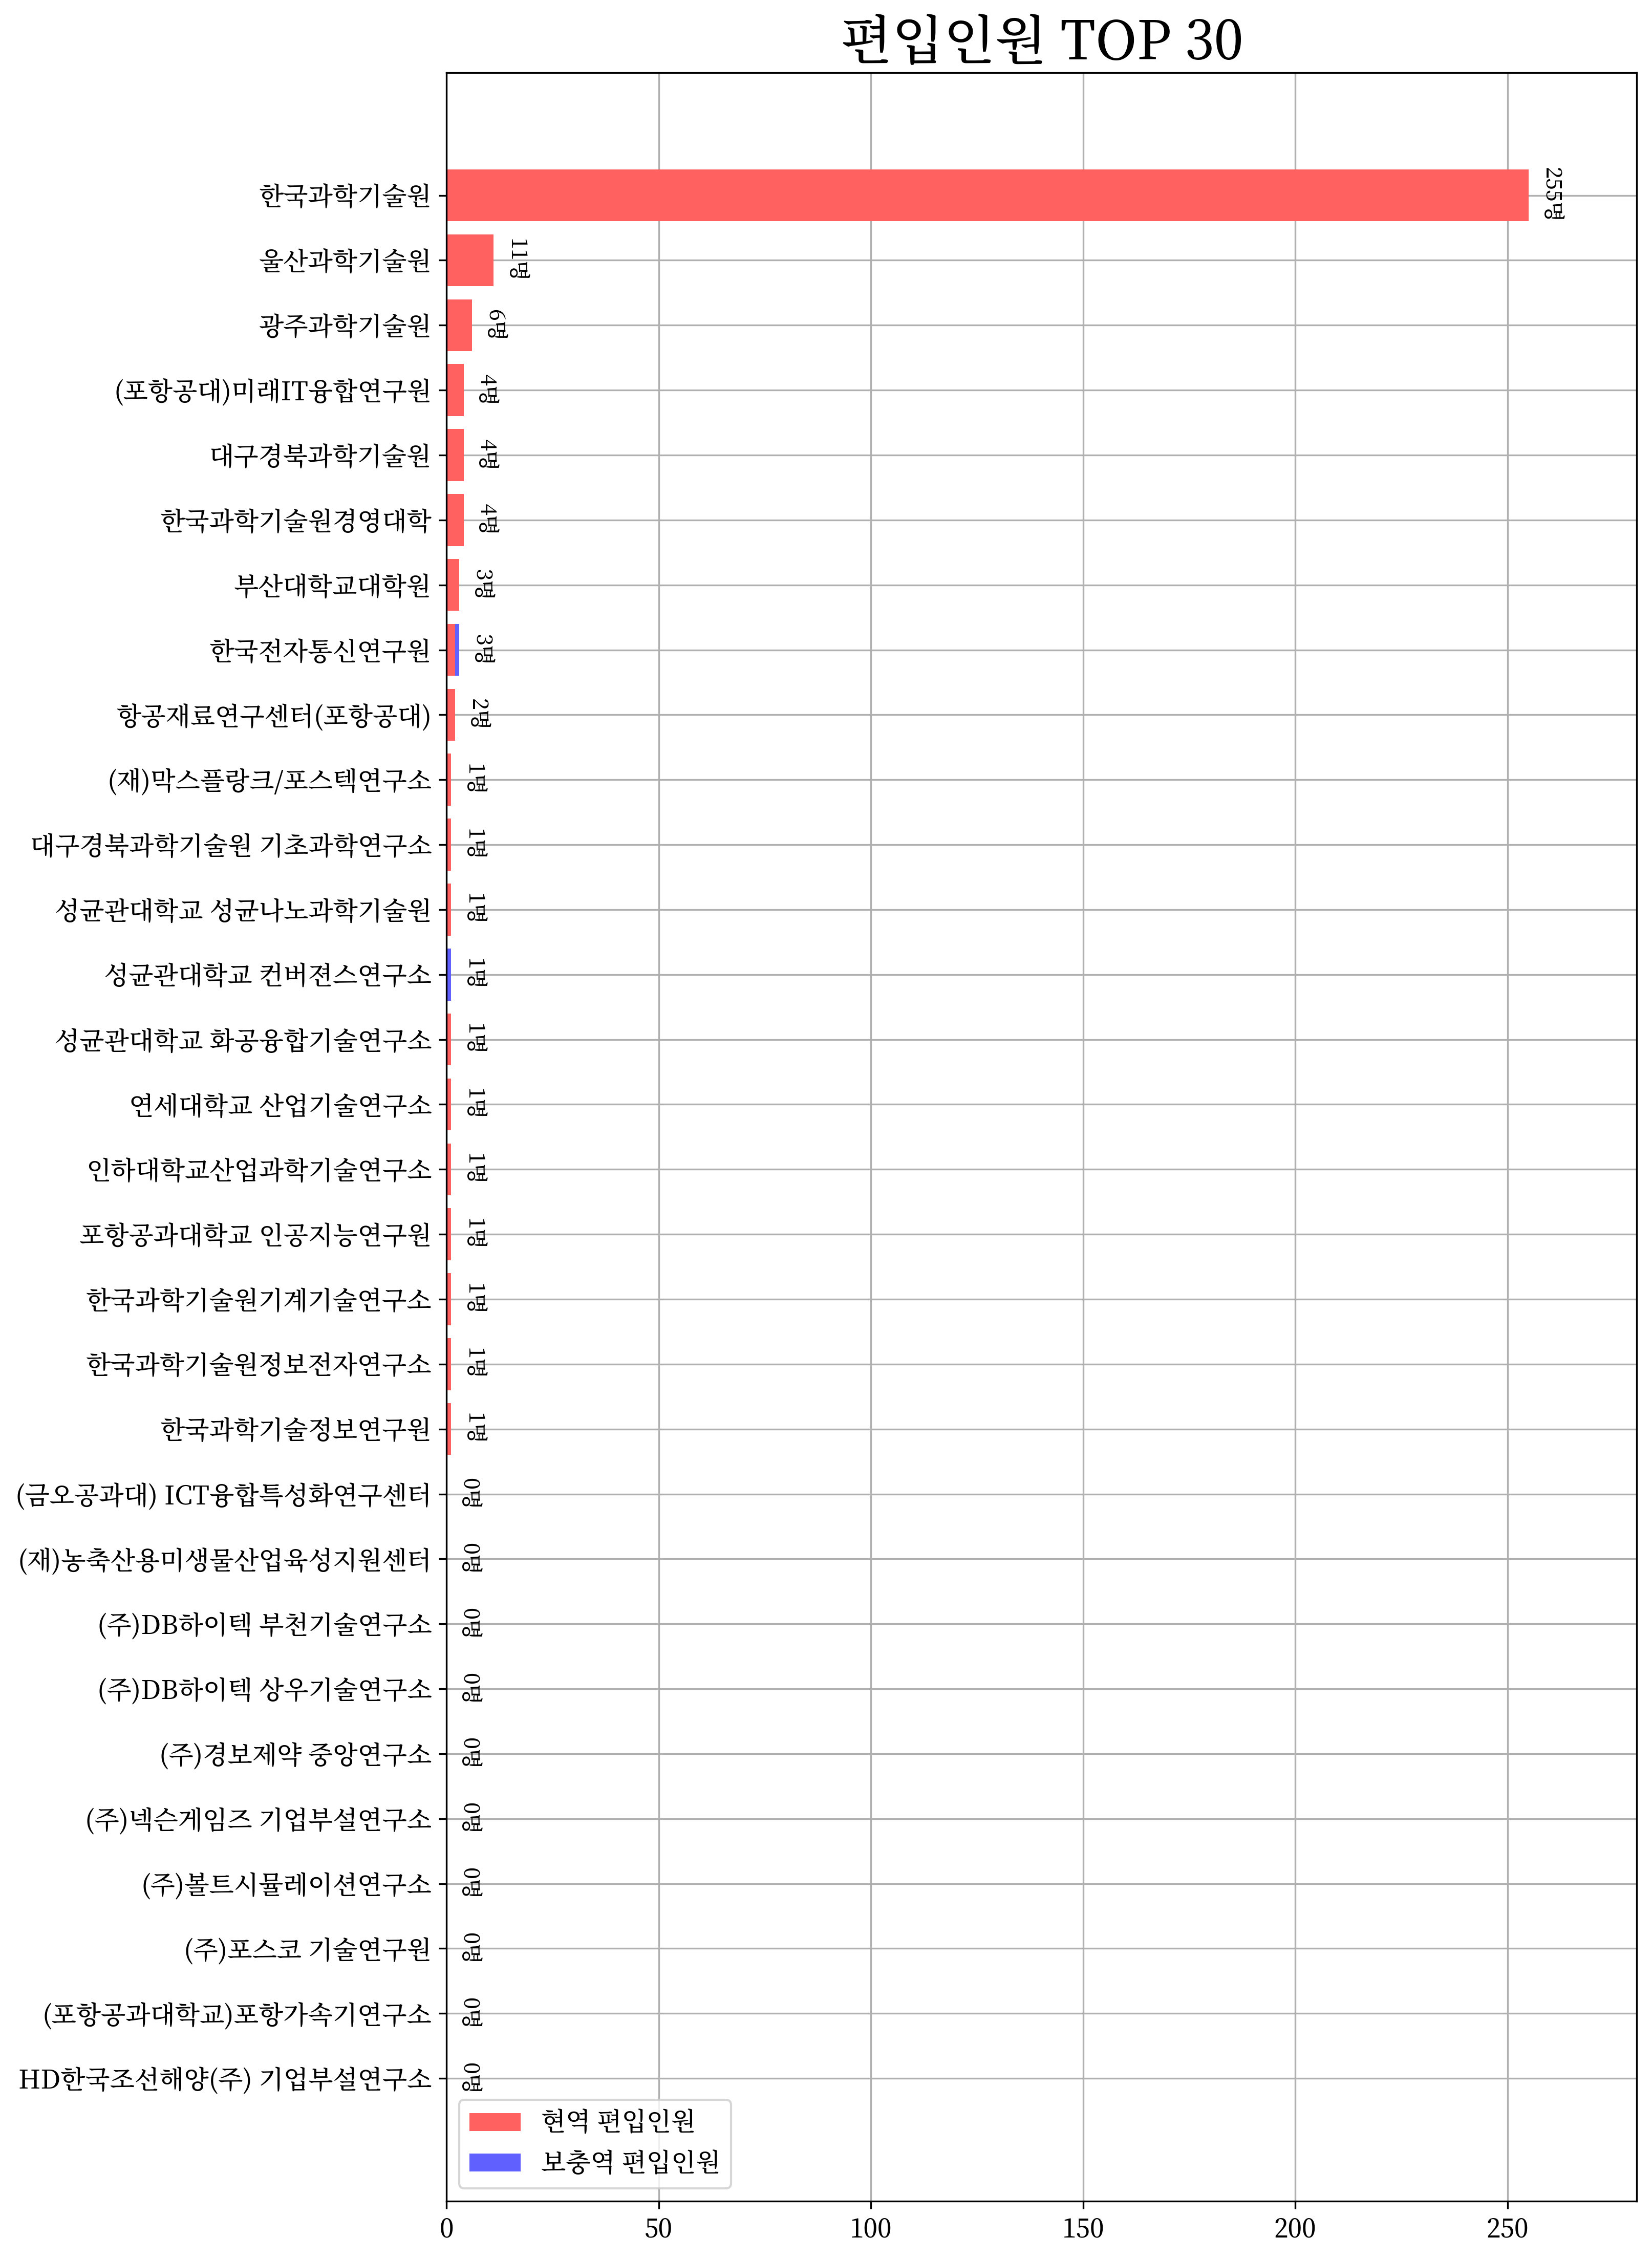 편입인원 TOP 30
한국과학기술원 255명
울산과학기술원 11명
광주과학기술원 6명
(포항공대)미래IT융합연구원 4명
대구경북과학기술원 4명
한국과학기술원경영대학 4명
부산대학교대학원 3명
한국전자통신연구원 3명
항공재료연구센터(포항공대) 2명
(재)막스플랑크/포스텍연구소 1명
대구경북과학기술원 기초과학연구소 1명
성균관대학교 성균나노과학기술원 1명
성균관대학교 컨버젼스연구소 1명
성균관대학교 화공융합기술연구소 1명
연세대학교 산업기술연구소 1명
인하대학교산업과학기술연구소 1명
포항공과대학교 인공지능연구원 1명
한국과학기술원기계기술연구소 1명
한국과학기술원정보전자연구소 1명
한국과학기술정보연구원 1명
(금오공과대) ICT융합특성화연구센터 0명
(재)농축산용미생물산업육성지원센터 0명
(주)DB하이텍 부천기술연구소 0명
(주)DB하이텍 상우기술연구소 0명
(주)경보제약 중앙연구소 0명
(주)넥슨게임즈 기업부설연구소 0명
(주)볼트시뮬레이션연구소 0명
(주)포스코 기술연구원 0명
(포항공과대학교)포항가속기연구소 0명
HD한국조선해양(주) 기업부설연구소 0명
현역 편입인원
보충역 편입인원
0 50 100 150 200 250